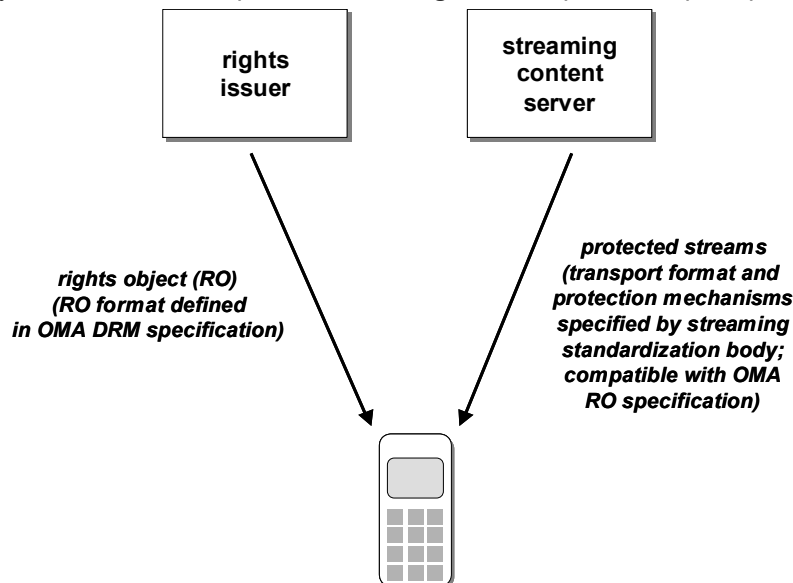 rights
issuer
streaming
content
server
rights object (RO)
(RO format defined
in OMA DRM specification)
protected streams
(transport format and
protection mechanisms
specified by streaming
standardization body;
compatible with OMA
RO specification)